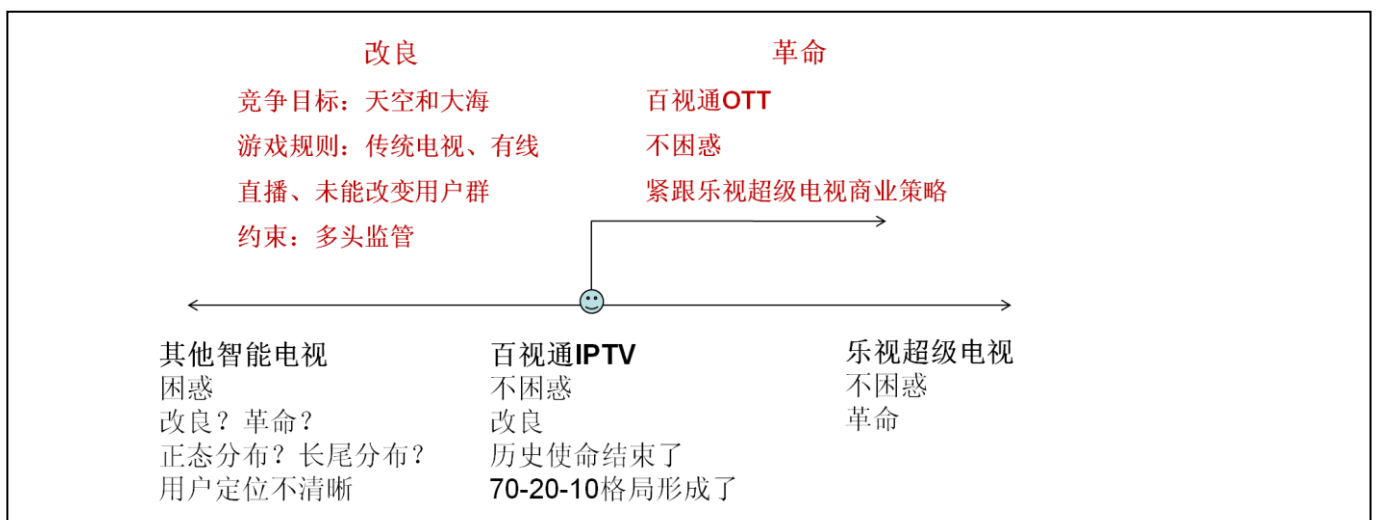 改良
竞争目标：天空和大海
游戏规则：传统电视、有线
直播、未能改变用户群
约束：多头监管
革命
百视通OTT
不困惑
紧跟乐视超级电视商业策略
其他智能电视
困惑
改良？革命？
正态分布？长尾分布？
用户定位不清晰
百视通IPTV
不困惑
改良
历史使命结束了
70-20-10格局形成了
乐视超级电视
不困惑
革命